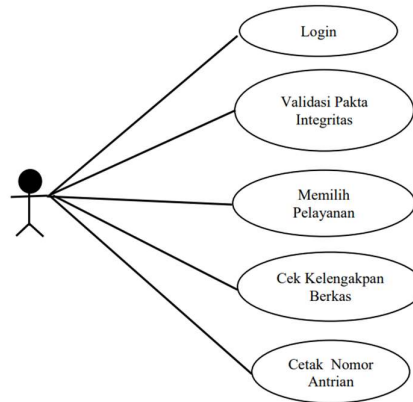 Login
Validasi Pakta
Integritas
Memilih
Pelayanan
Cek Kelengakpan
Berkas
Cetak Nomor
Antrian